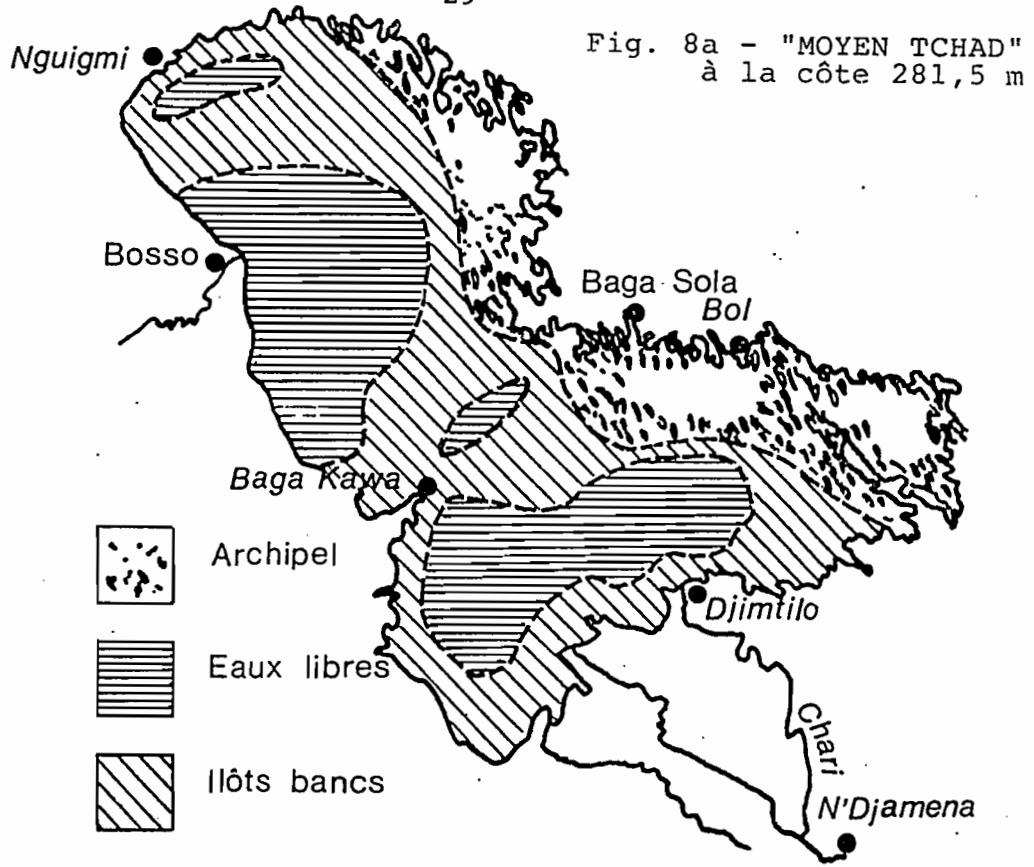 Fig. 8a - "MOYEN TCHAD"
à la côte 281,5 m
Nguigmi
Bosso
Baga Sola
Bol
Baga Kawa
Archipel
Djimtilo
Eaux libres
Chari
Ilôts bancs
N'Djamena